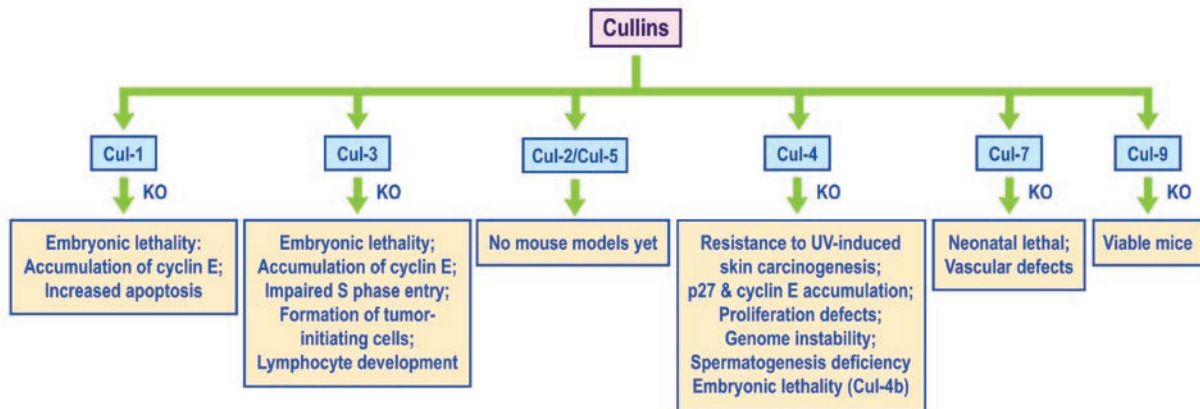 Cullins
Cul-1
KO
Embryonic lethality:
Accumulation of cyclin E;
Increased apoptosis
Cul-3
KO
Embryonic lethality;
Accumulation of cyclin E;
Impaired S phase entry;
Formation of tumor-
initiating cells;
Lymphocyte development
Cul-2/Cul-5
No mouse models yet
Cul-4
KO
Resistance to UV-induced
skin carcinogenesis;
p27 & cyclin E accumulation;
Proliferation defects;
Genome instability;
Spermatogenesis deficiency
Embryonic lethality (Cul-4b)
Cul-7
KO
Neonatal lethal;
Vascular defects
Cul-9
KO
Viable mice